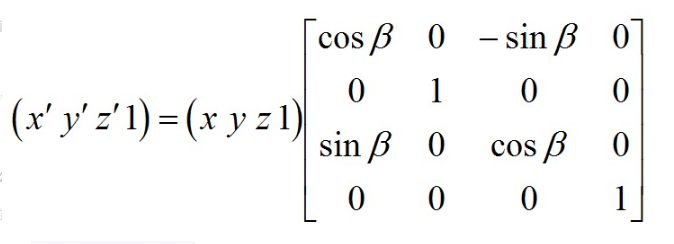 cos β 0 − sin β 0
0 1 0 0
(x′ y′ z′ 1) = (x y z 1)
sin β 0 cos β 0
0 0 0 1